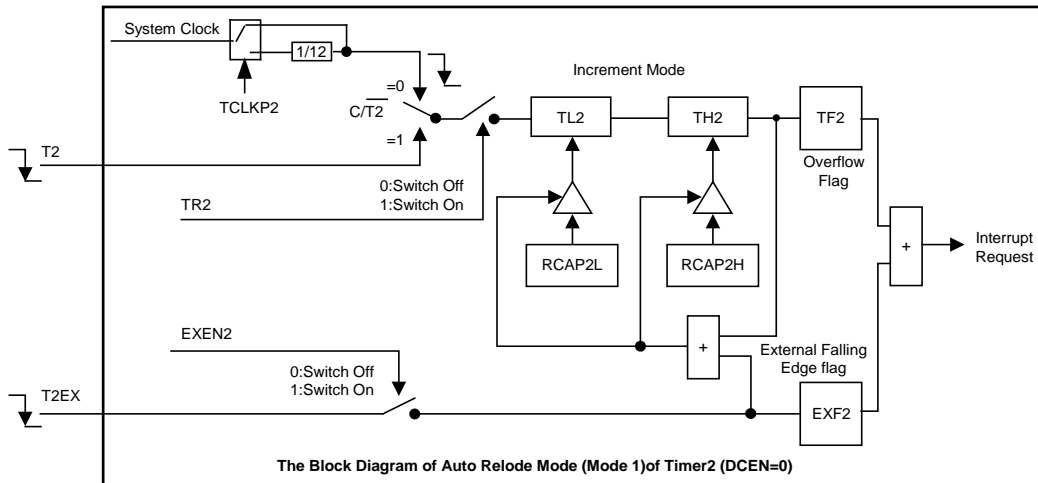 System Clock
1/12
TCLKP2
=0
C/T2
=1
Increment Mode
TL2
TH2
TF2
Overflow
Flag
T2
TR2
0:Switch Off
1:Switch On
RCAP2L
RCAP2H
+
Interrupt
Request
EXEN2
0:Switch Off
1:Switch On
+
External Falling
Edge flag
T2EX
EXF2
The Block Diagram of Auto Relode Mode (Mode 1)of Timer2 (DCEN=0)